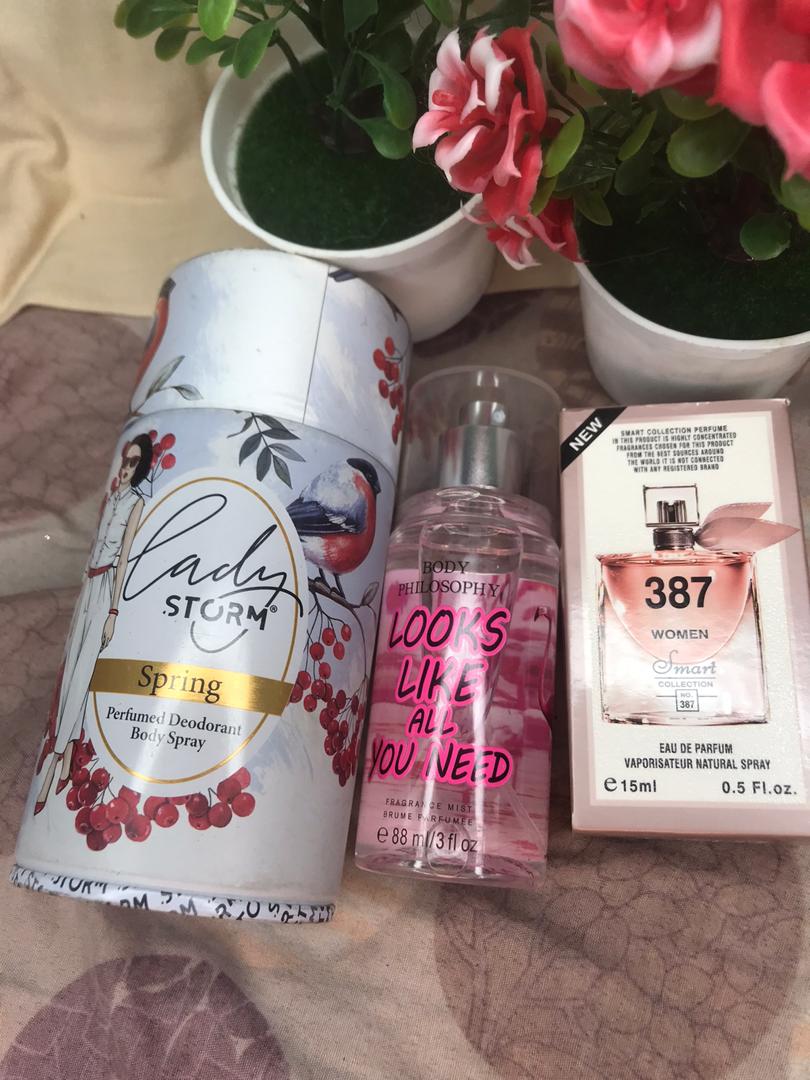 lady
STORM®
Spring
Perfumed Deodorant
Body Spray
STORM
BODY
PHILOSOPHY
LOOKS
LIKE
ALL
YOU NEED
FRAGRANCE MIST
BRUME PARFUMÉE
e 88 ml/3 fl oz
NEW
SMART COLLECTION PERFUME
IN THIS PRODUCT IS HIGHLY CONCENTRATED
FRAGRANCES CHOSEN FOR THIS PRODUCT
FROM THE BEST SOURCES AROUND
THE WORLD IT IS NOT CONNECTED
WITH ANY REGISTERED BRAND
387
WOMEN
Smart
COLLECTION
NO.
387
EAU DE PARFUM
VAPORISATEUR NATURAL SPRAY
e 15ml 0.5 Fl.oz.